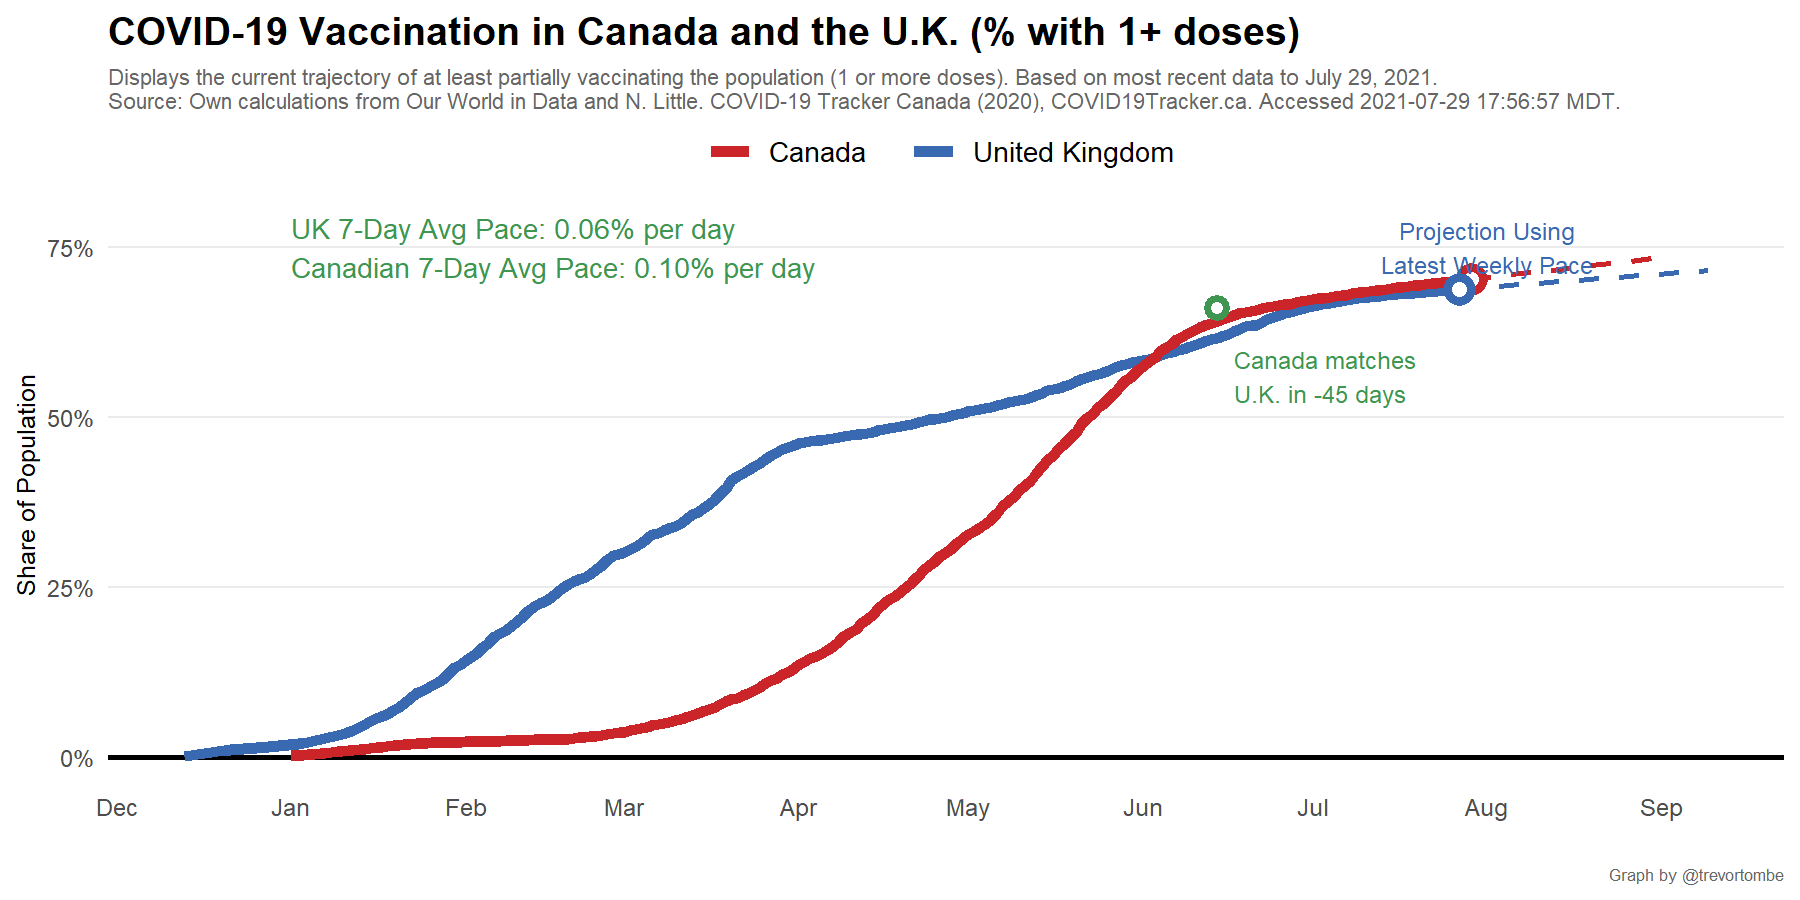 COVID-19 Vaccination in Canada and the U.K. (% with 1+ doses)
Displays the current trajectory of at least partially vaccinating the population (1 or more doses). Based on most recent data to July 29, 2021.
Source: Own calculations from Our World in Data and N. Little. COVID-19 Tracker Canada (2020), COVID19Tracker.ca. Accessed 2021-07-29 17:56:57 MDT.
Canada
United Kingdom
UK 7-Day Avg Pace: 0.06% per day
Canadian 7-Day Avg Pace: 0.10% per day
Projection Using
Latest Weekly Pace
Canada matches
U.K. in -45 days
Share of Population
75%
50%
25%
0%
Dec Jan Feb Mar Apr May Jun Jul Aug Sep
Graph by @trevortombe